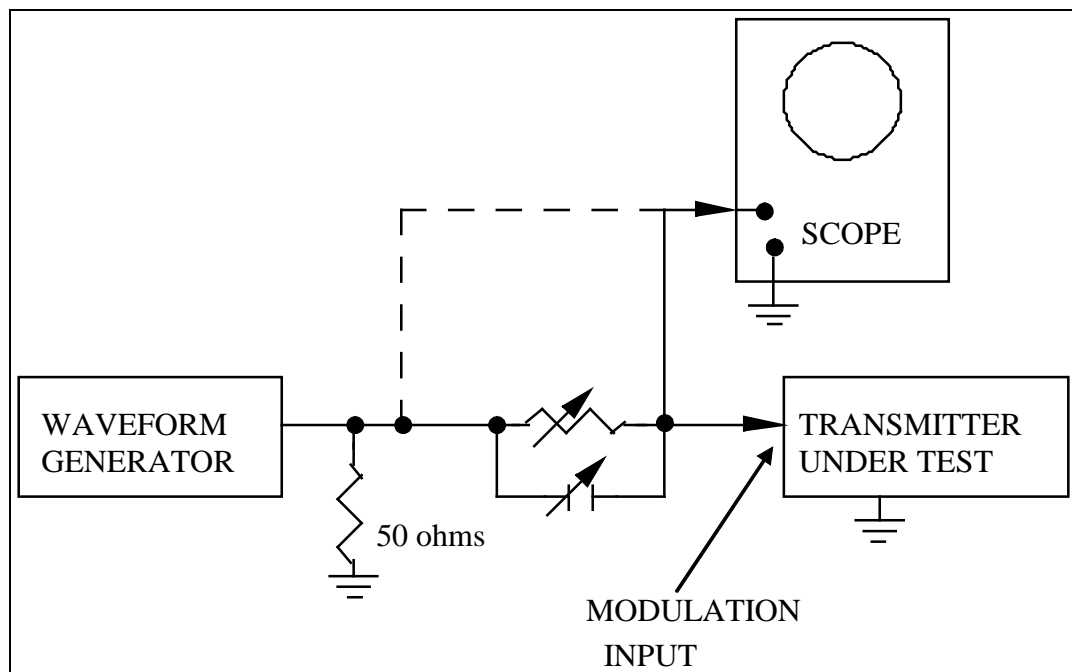 SCOPE
WAVEFORM
GENERATOR
TRANSMITTER
UNDER TEST
50 ohms
MODULATION
INPUT